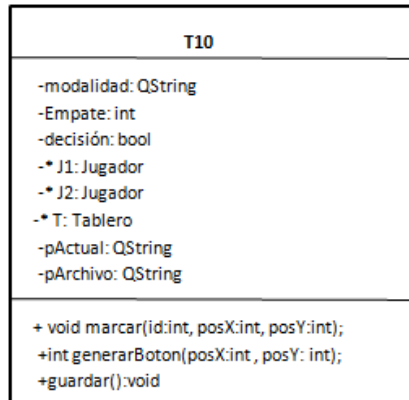 T10
-modalidad: QString
-Empate: int
-decisión: bool
-* J1: Jugador
-* J2: Jugador
-* T: Tablero
-pActual: QString
-pArchivo: QString
+ void marcar(id:int, posX:int, posY:int);
+int generarBoton(posX:int , posY: int);
+guardar():void